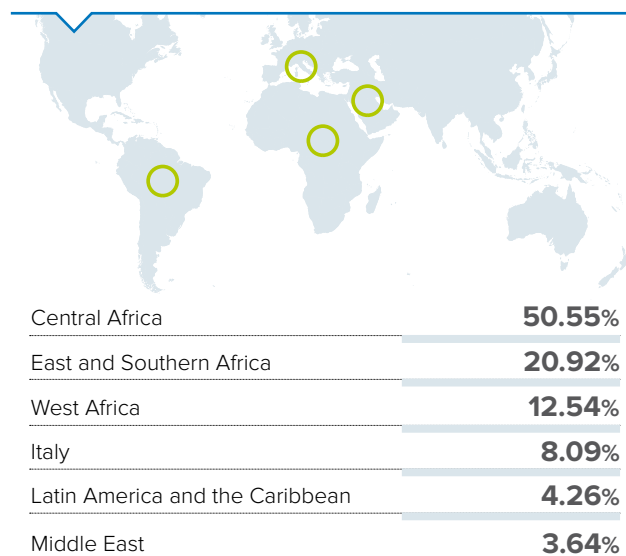 Central Africa 50.55%
East and Southern Africa 20.92%
West Africa 12.54%
Italy 8.09%
Latin America and the Caribbean 4.26%
Middle East 3.64%